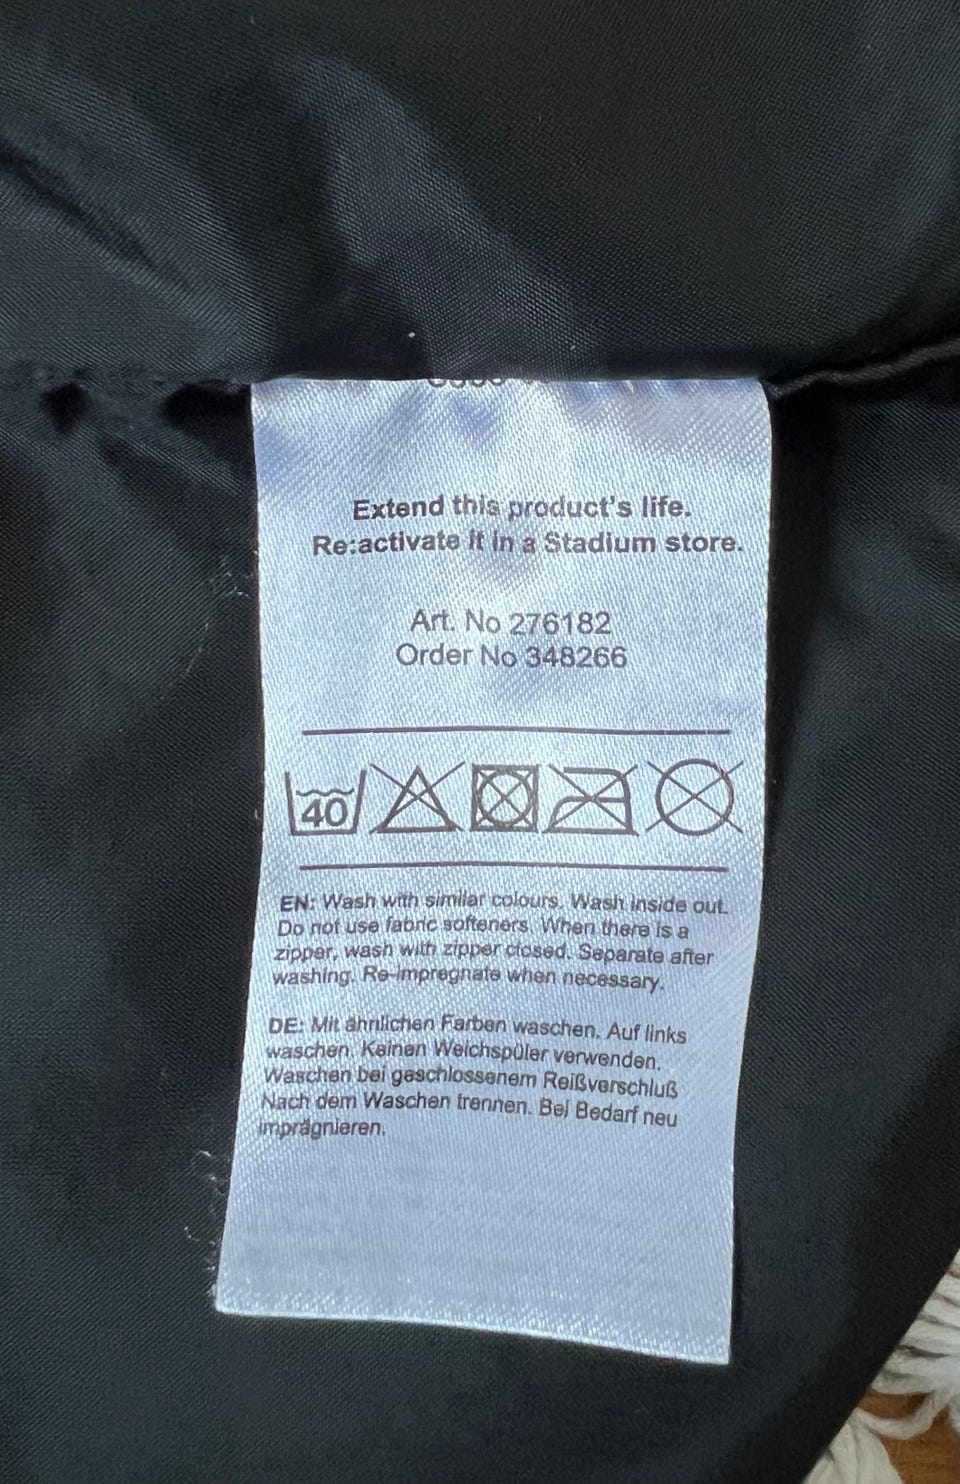 Extend this product's life.
Re:activate it in a Stadium store.
Art. No 276182
Order No 348266
40
EN: Wash with similar colours. Wash inside out.
Do not use fabric softeners. When there is a
zipper, wash with zipper closed. Separate after
washing. Re-impregnate when necessary.
DE: Mit ähnlichen Farben waschen. Auf links
waschen. Keinen Weichspüler verwenden.
Waschen bei geschlossenem Reißverschluß
Nach dem Waschen trennen. Bei Bedarf neu
imprägnieren.